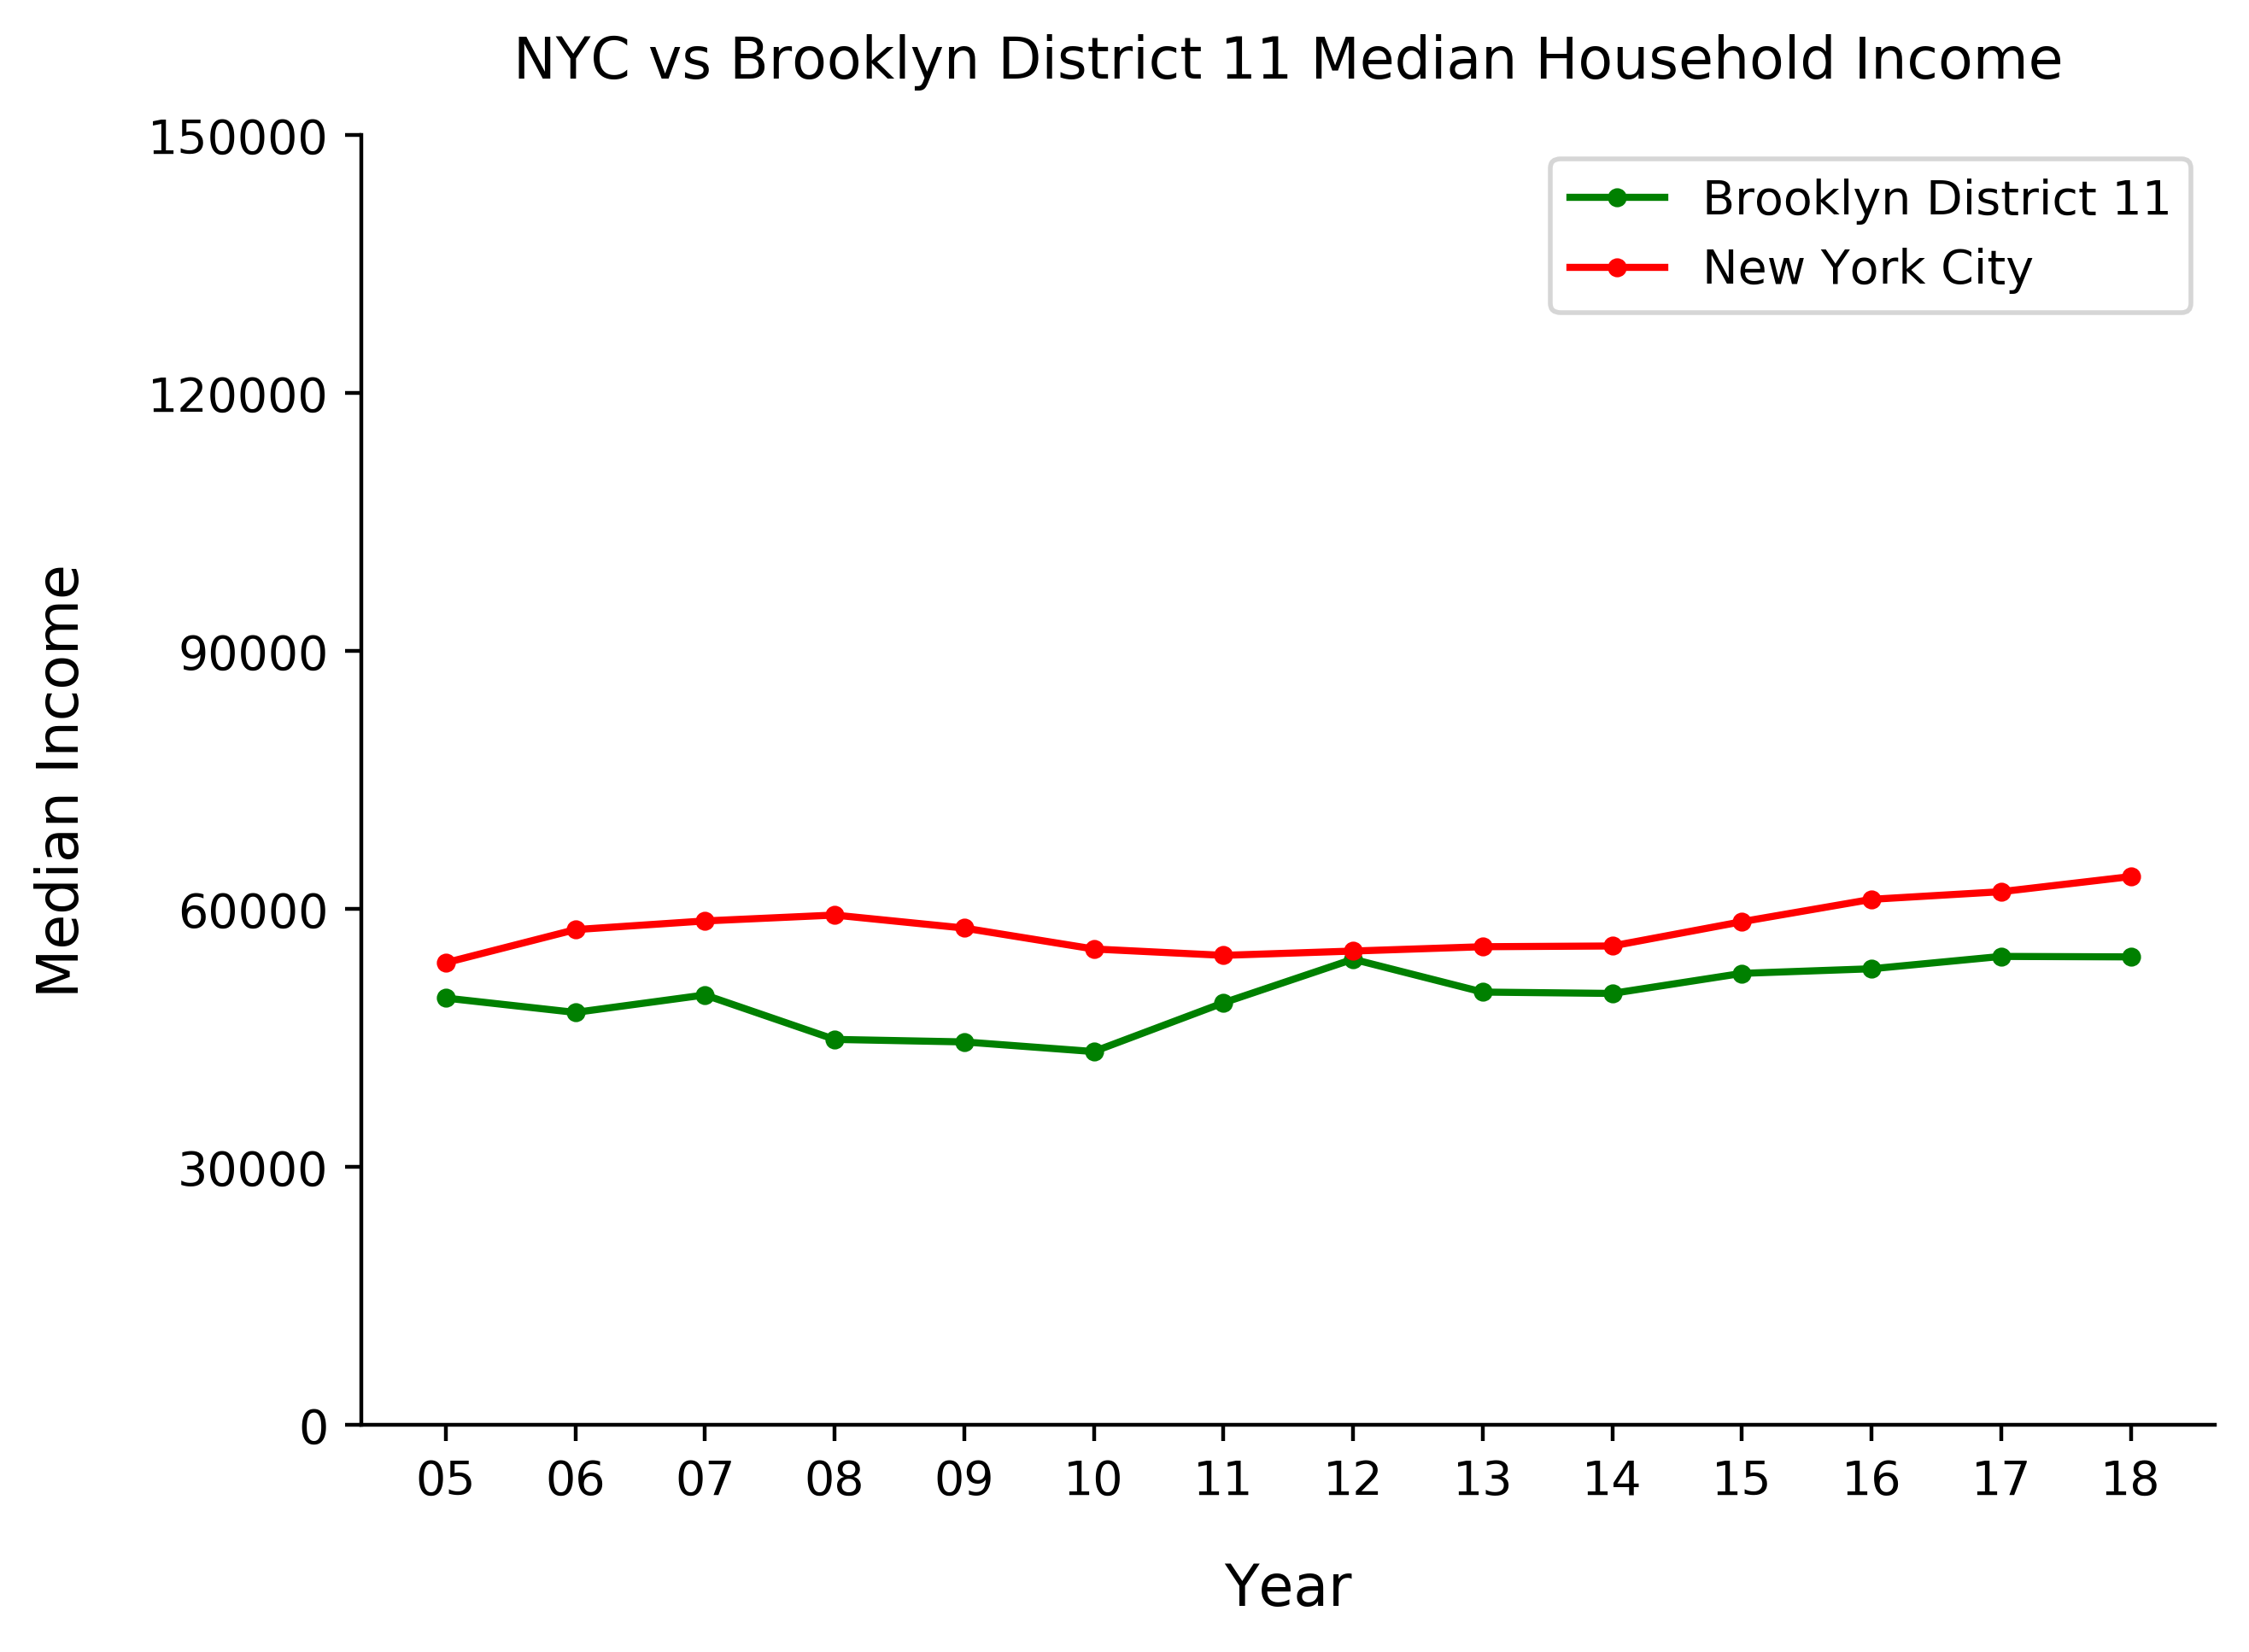 NYC vs Brooklyn District 11 Median Household Income
150000
Brooklyn District 11
New York City
120000
90000
Median Income
60000
30000
0
05 06 07 08 09 10 11 12 13 14 15 16 17 18
Year